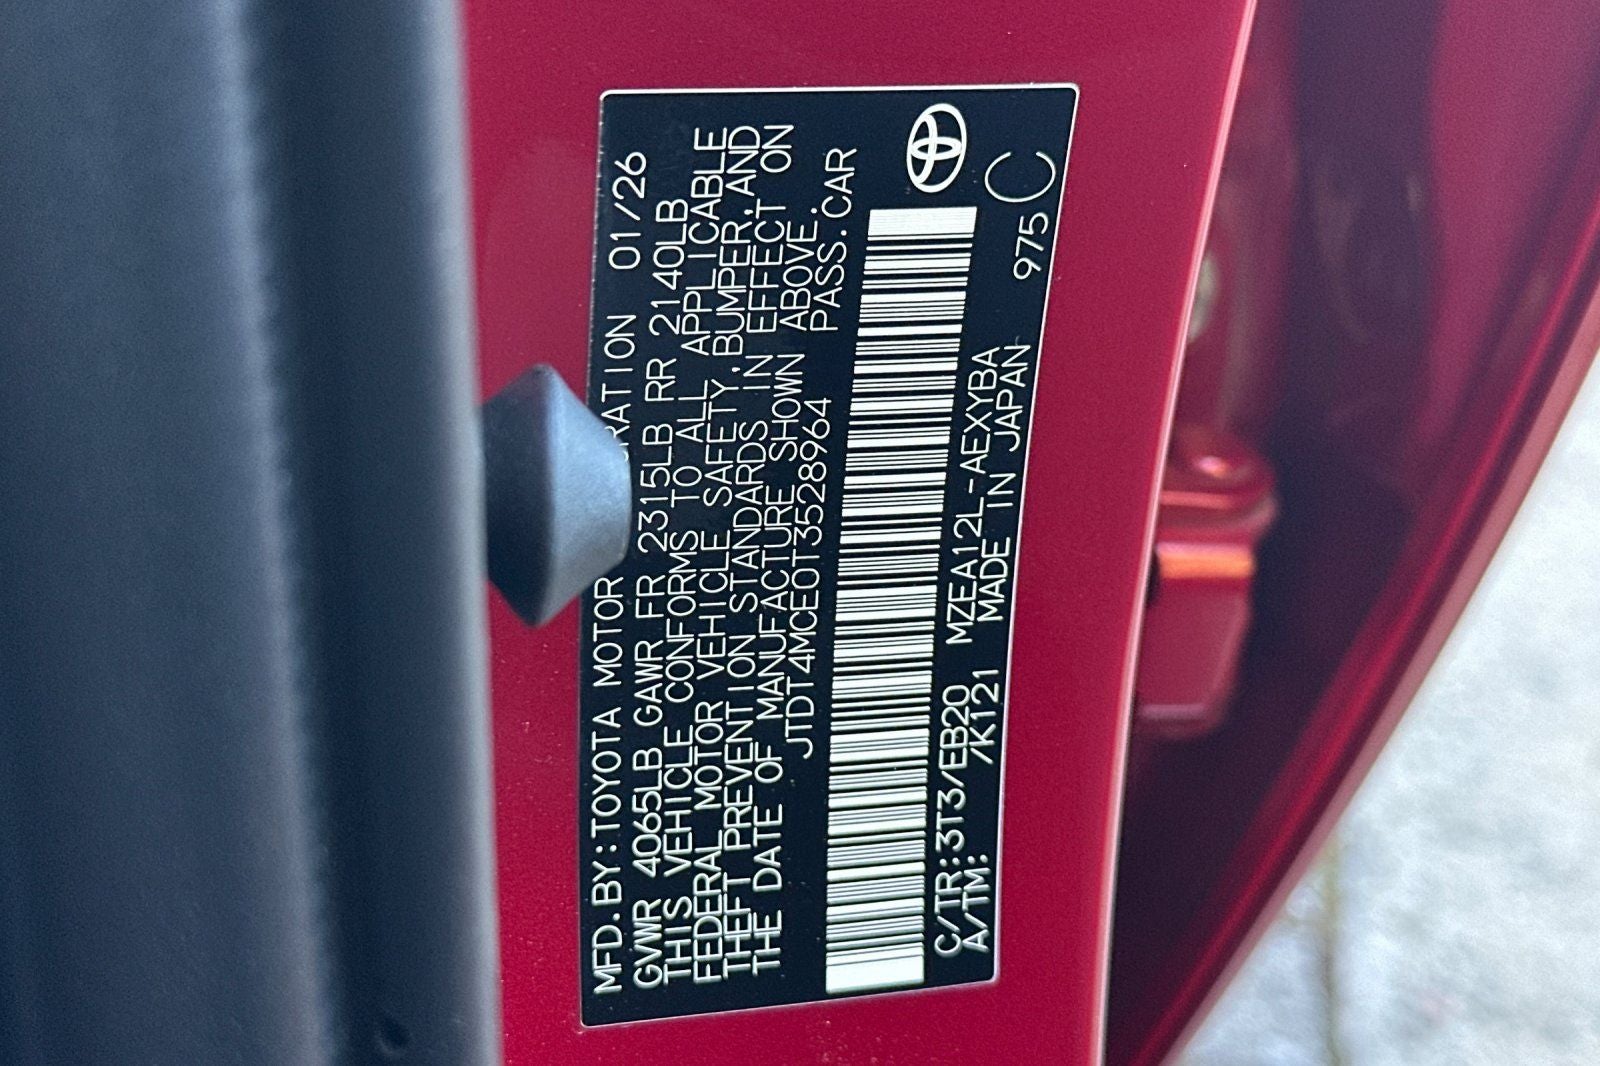 MFD.BY:TOYOTA MOTOR RATION 01/26
GVWR 4065LB GAWR FR 2315LB RR 2140LB
THIS VEHICLE CONFORMS TO ALL APPLICABLE
FEDERAL MOTOR VEHICLE SAFETY,BUMPER,AND
THEFT PREVENTION STANDARDS IN EFFECT ON
THE DATE OF MANUFACTURE SHOWN ABOVE.
JTDT4MCE0T3528964 PASS.CAR
C/TR:3T3/EB20 MZEA12L-AEXYBA
A/TM: /K121 MADE IN JAPAN 975 C